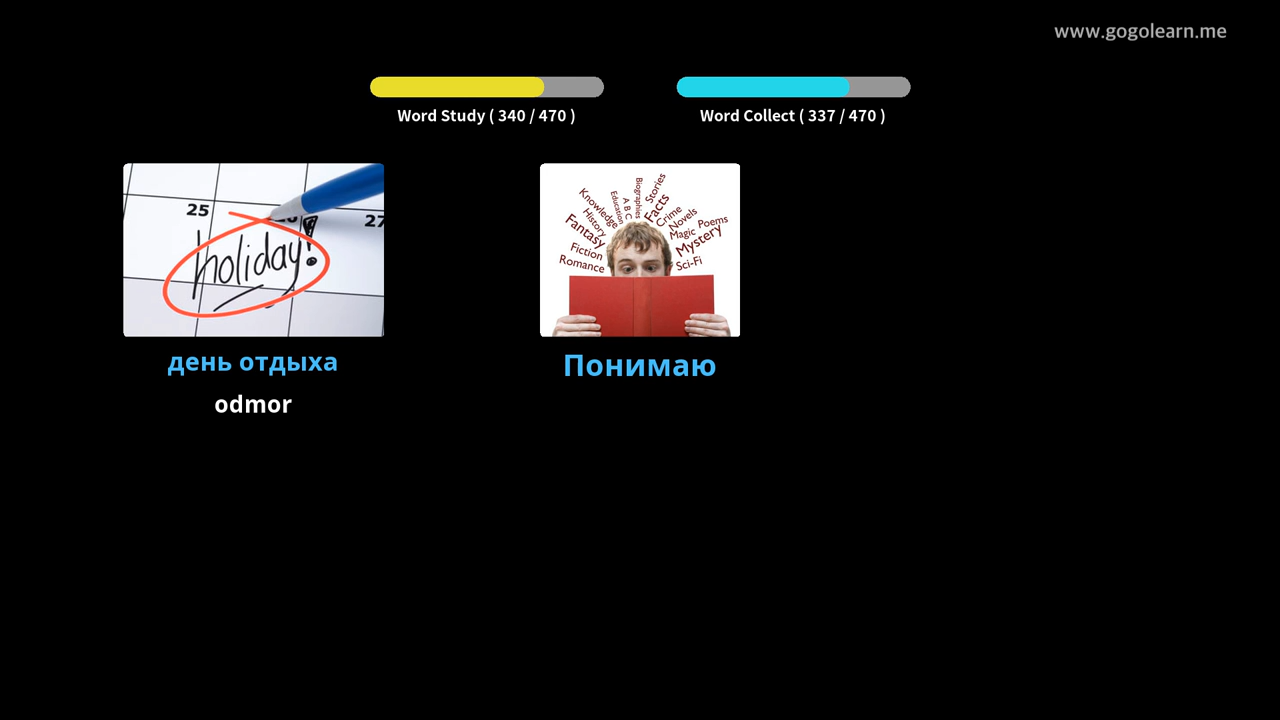 www.gogolearn.me
Word Study ( 340 / 470 )
Word Collect ( 337 / 470 )
25
27
holiday!
Knowledge
History
Fantasy
Fiction
Romance
Education
A B C
Biographies
Stories
Facts
Crime
Novels
Magic
Poems
Mystery
Sci-Fi
день отдыха
Понимаю
odmor